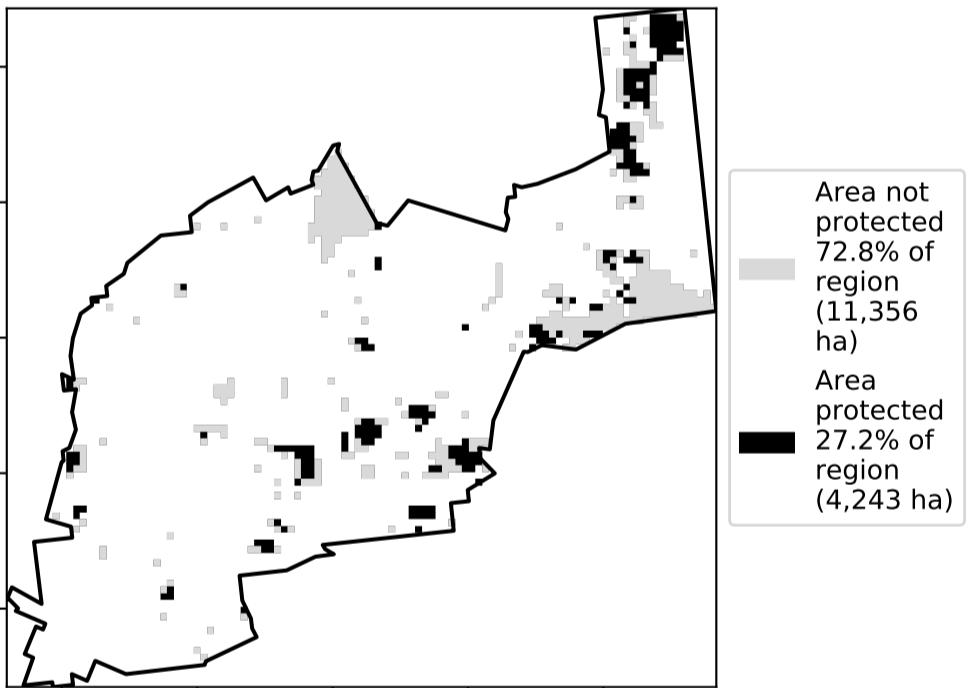 Area not
protected
72.8% of
region
(11,356
ha)
Area
protected
27.2% of
region
(4,243 ha)